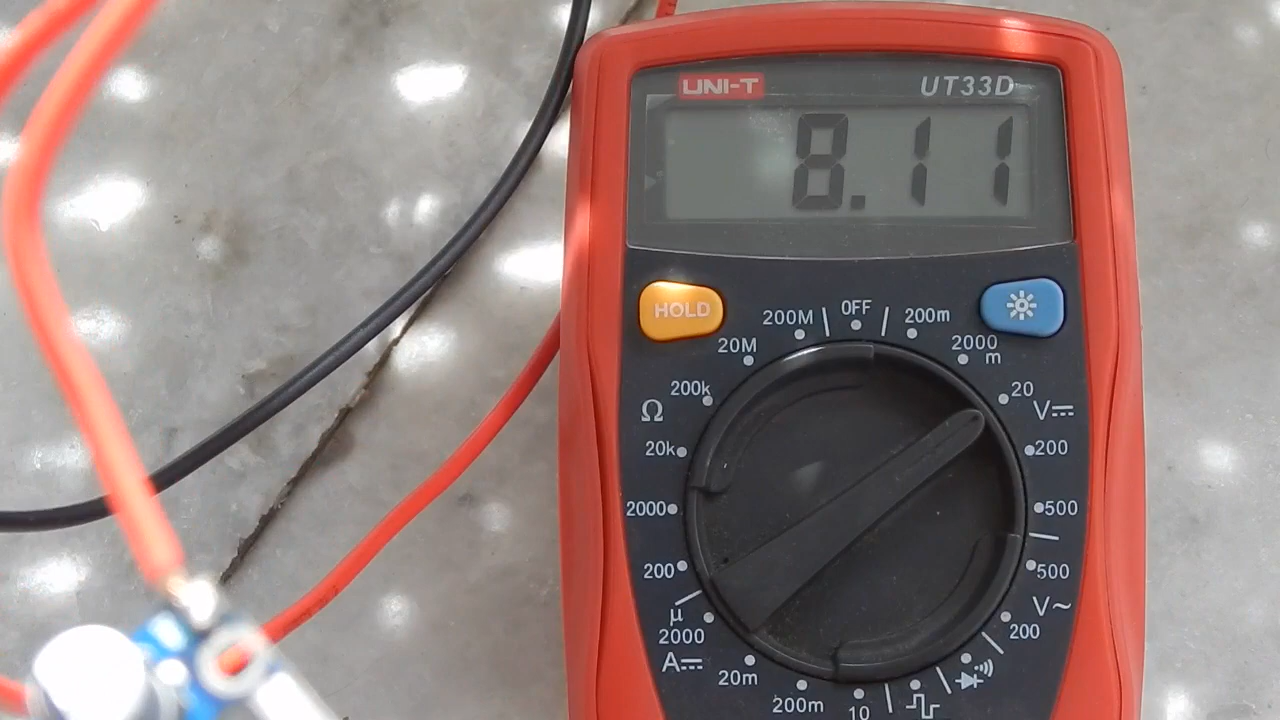 UNI-T UT33D
8.11
HOLD
200M OFF 200m
20M 2000m
200k 20
Ω V⎓
20k 200
2000 500
200 500
μ V~
2000 200
A⎓
20m
200m 10